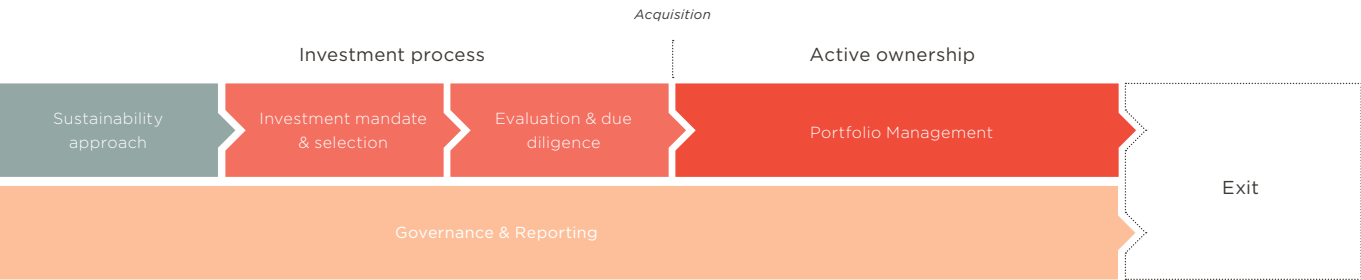 Acquisition
Investment process
Active ownership
Sustainability
approach
Investment mandate
& selection
Evaluation & due
diligence
Portfolio Management
Exit
Governance & Reporting